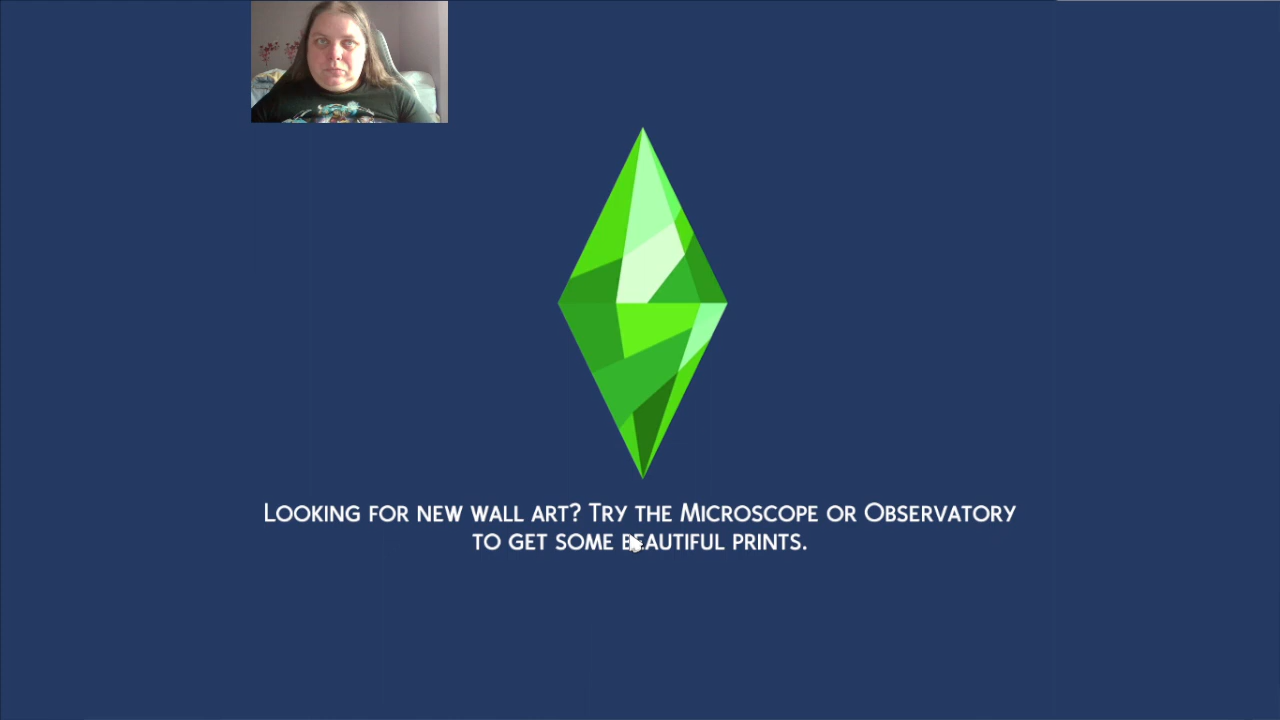 Looking for new wall art? Try the Microscope or Observatory
to get some beautiful prints.